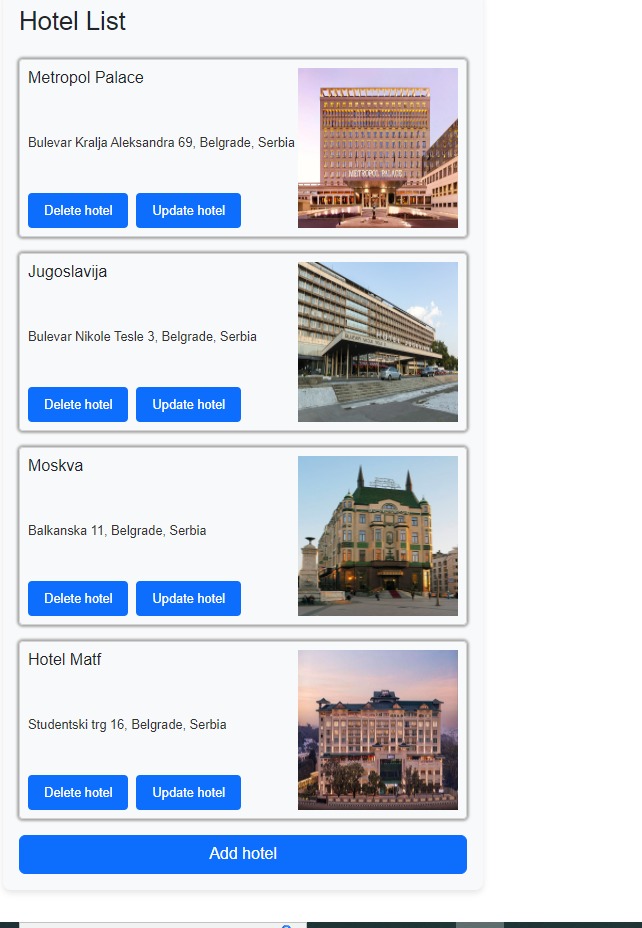 Hotel List
Metropol Palace
Bulevar Kralja Aleksandra 69, Belgrade, Serbia
METROPOL PALACE
Delete hotel
Update hotel
Jugoslavija
Bulevar Nikole Tesle 3, Belgrade, Serbia
Delete hotel
Update hotel
Moskva
Balkanska 11, Belgrade, Serbia
Delete hotel
Update hotel
Hotel Matf
Studentski trg 16, Belgrade, Serbia
Delete hotel
Update hotel
Add hotel